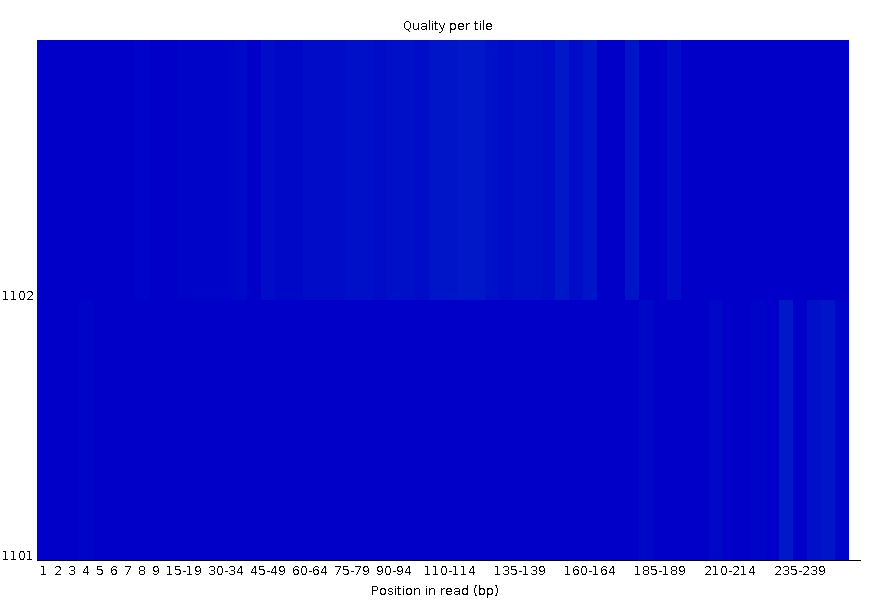 Quality per tile
1102
1101
1 2 3 4 5 6 7 8 9 15-19 30-34 45-49 60-64 75-79 90-94 110-114 135-139 160-164 185-189 210-214 235-239
Position in read (bp)